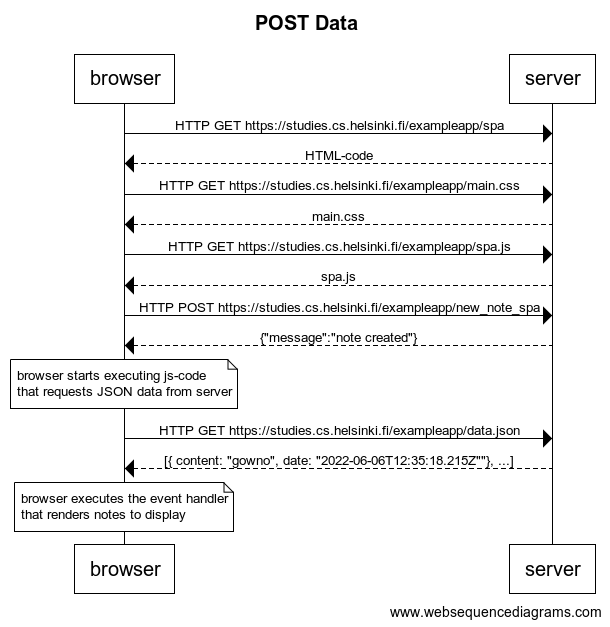 POST Data
browser
server
HTTP GET https://studies.cs.helsinki.fi/exampleapp/spa
HTML-code
HTTP GET https://studies.cs.helsinki.fi/exampleapp/main.css
main.css
HTTP GET https://studies.cs.helsinki.fi/exampleapp/spa.js
spa.js
HTTP POST https://studies.cs.helsinki.fi/exampleapp/new_note_spa
{"message":"note created"}
browser starts executing js-code
that requests JSON data from server
HTTP GET https://studies.cs.helsinki.fi/exampleapp/data.json
[{ content: "gowno", date: "2022-06-06T12:35:18.215Z""}, ...]
browser executes the event handler
that renders notes to display
browser
server
www.websequencediagrams.com